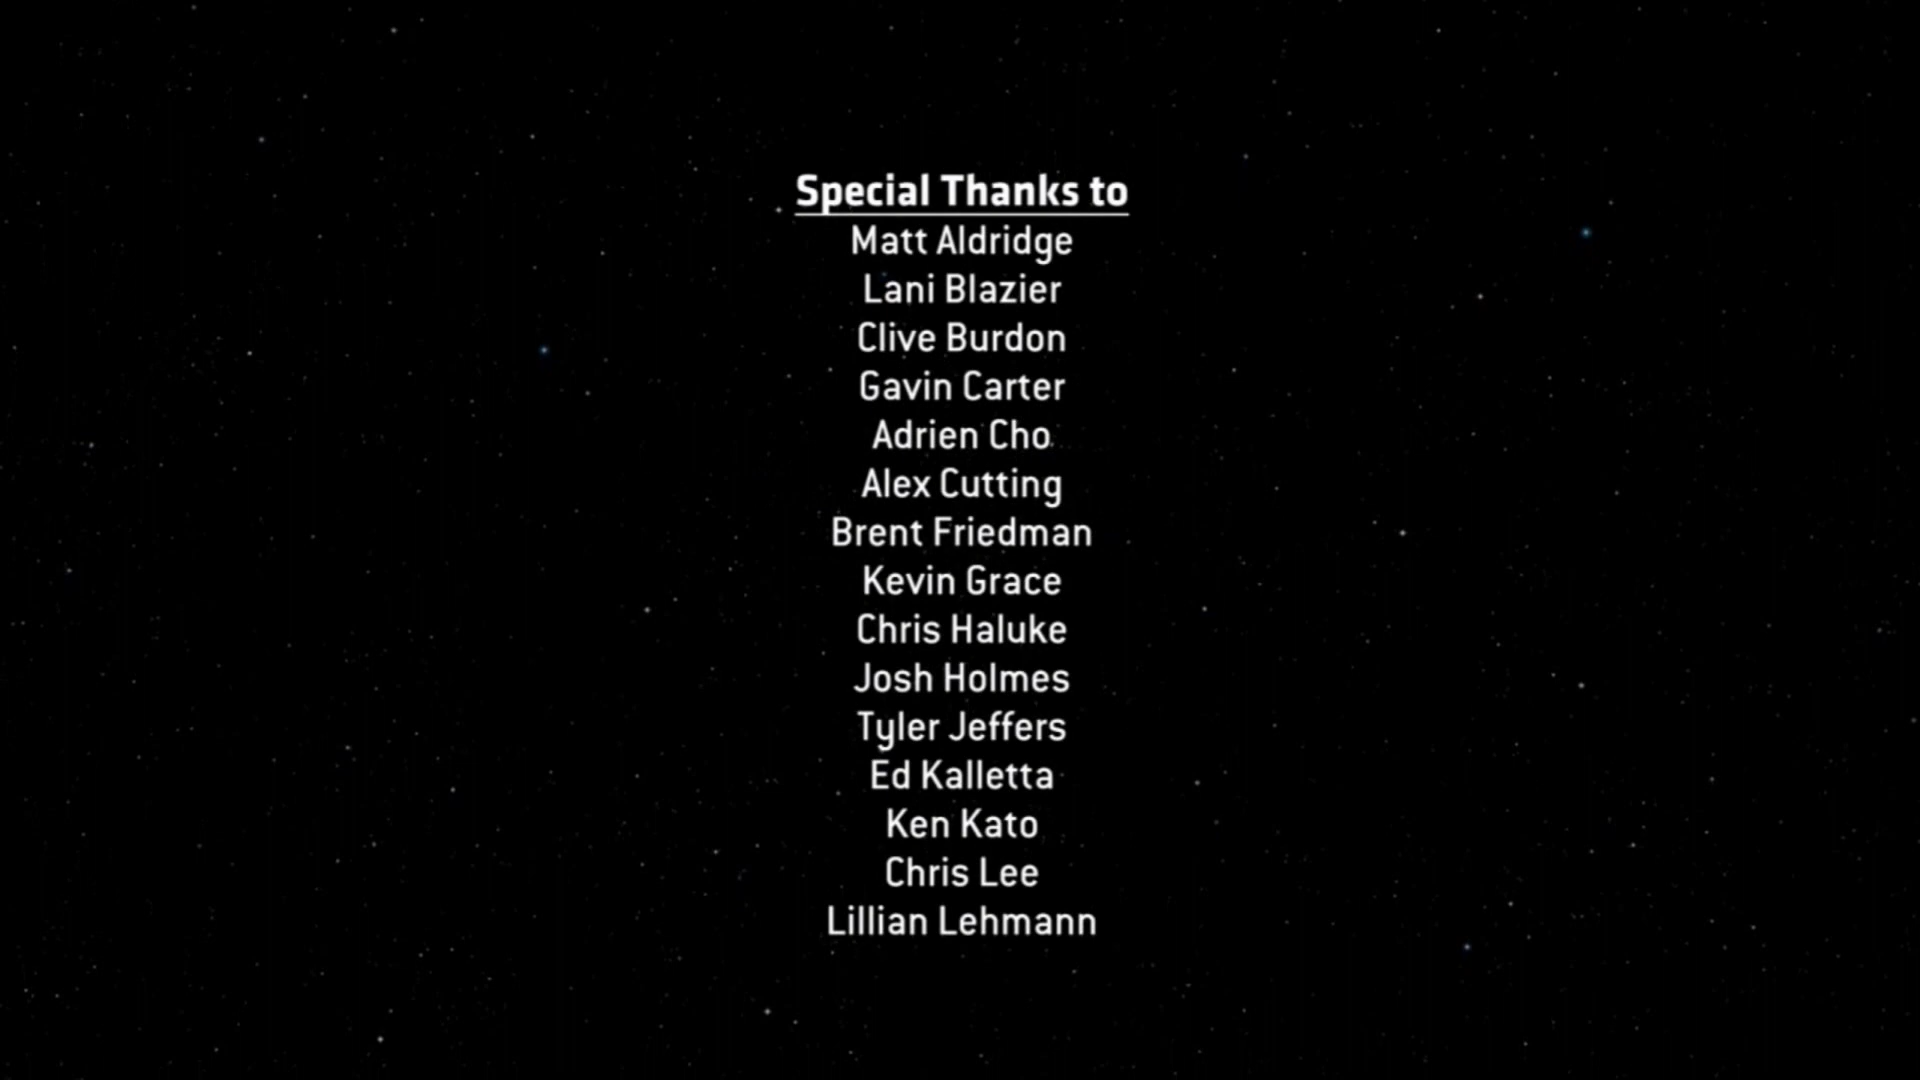 Special Thanks to
Matt Aldridge
Lani Blazier
Clive Burdon
Gavin Carter
Adrien Cho
Alex Cutting
Brent Friedman
Kevin Grace
Chris Haluke
Josh Holmes
Tyler Jeffers
Ed Kalletta
Ken Kato
Chris Lee
Lillian Lehmann